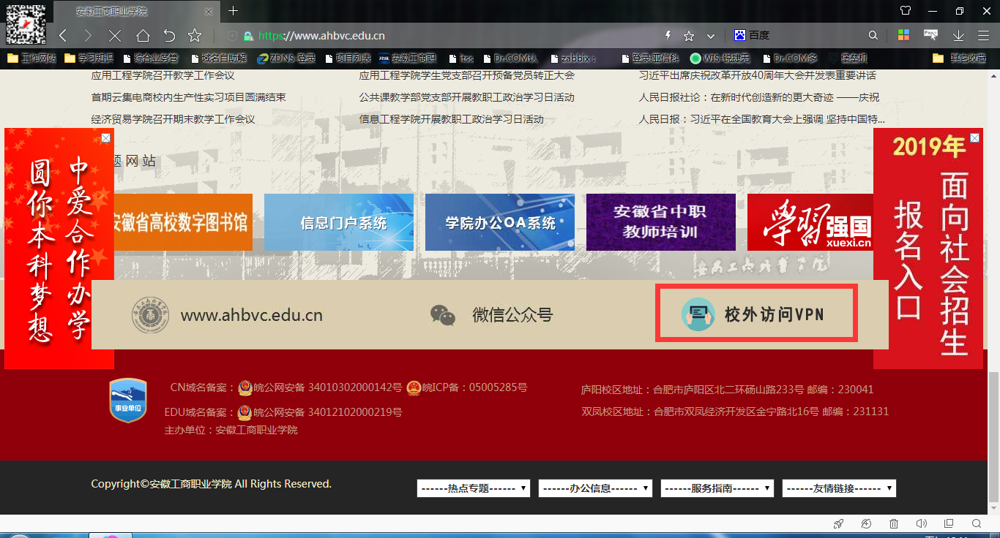 安徽工商职业学院
https://www.ahbvc.edu.cn
百度
工作网站 学习知识 综合业务管 域名自助解 ZDNS-登录 项目列表 安徽工商职 itss Dr.COM认 zabbix: 登录-亚信科 WIS-锐捷无 Dr.COM多 堡垒机 其它收藏
应用工程学院召开教学工作会议
应用工程学院学生党支部召开预备党员转正大会
习近平出席庆祝改革开放40周年大会并发表重要讲话
首期云集电商校内生产性实习项目圆满结束
公共课教学部党支部开展教职工政治学习日活动
人民日报社论：在新时代创造新的更大奇迹 ——庆祝
经济贸易学院召开期末教学工作会议
信息工程学院开展教职工政治学习日活动
人民日报：习近平在全国教育大会上强调 坚持中国特...
中爱合作办学
圆你本科梦想
题网站
安徽省高校数字图书馆
信息门户系统
学院办公OA系统
安徽省中职
教师培训
学习强国
xuexi.cn
2019年
面向社会招生
报名入口
安徽工商职业学院
www.ahbvc.edu.cn
微信公众号
校外访问VPN
事业单位
CN域名备案：皖公网安备 34010302000142号 皖ICP备：05005285号
EDU域名备案：皖公网安备 34012102000219号
主办单位：安徽工商职业学院
庐阳校区地址：合肥市庐阳区北二环砀山路233号 邮编：230041
双凤校区地址：合肥市双凤经济开发区金宁路北16号 邮编：231131
Copyright©安徽工商职业学院 All Rights Reserved.
------热点专题------ ------办公信息------ ------服务指南------ ------友情链接------